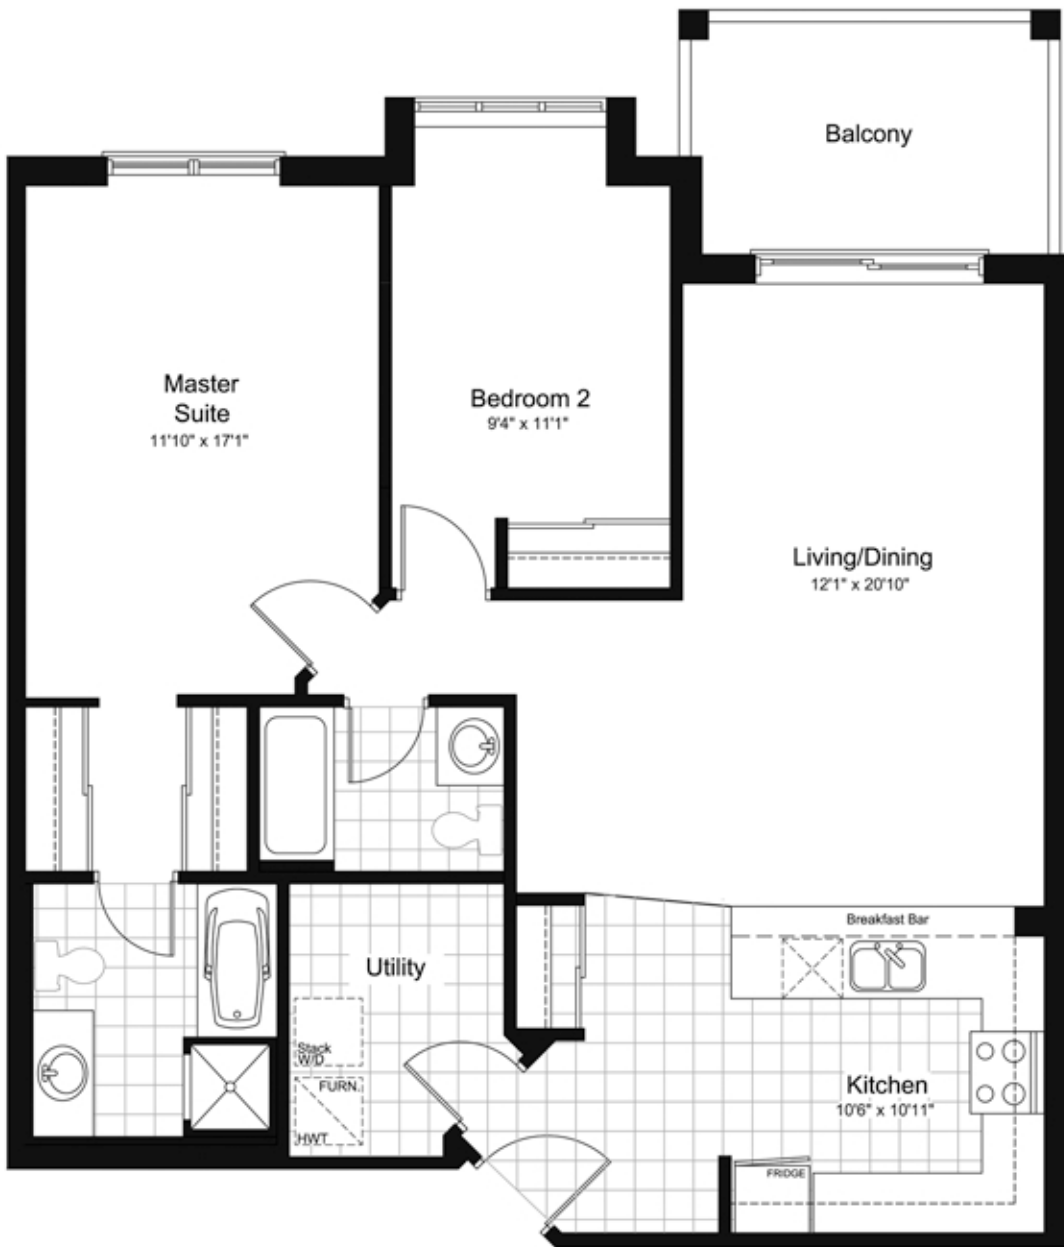 Balcony
Master
Suite
11'10" x 17'1"
Bedroom 2
9'4" x 11'1"
Living/Dining
12'1" x 20'10"
Breakfast Bar
Utility
Stack
W/D
FURN.
HWT
Kitchen
10'6" x 10'11"
FRIDGE